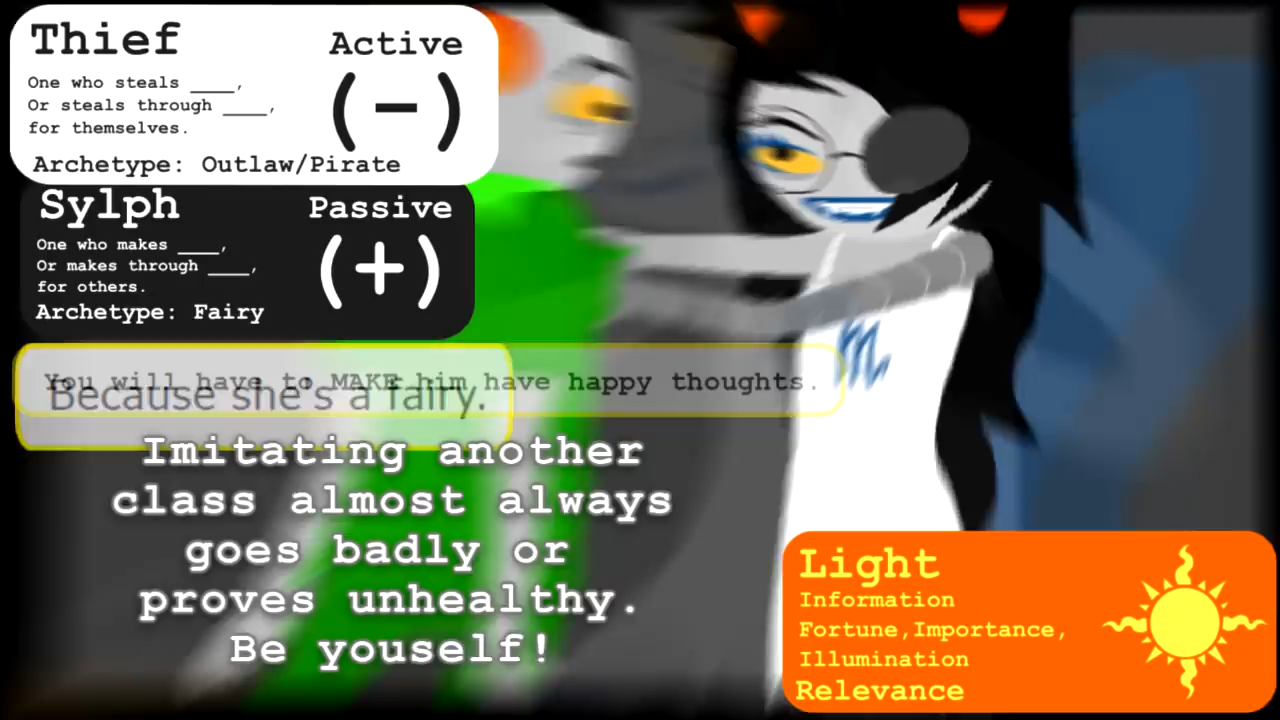 Thief
Active
One who steals ____,
Or steals through ____,
for themselves.
(-)
Archetype: Outlaw/Pirate
Sylph
Passive
One who makes ____,
Or makes through ____,
for others.
(+)
Archetype: Fairy
You will have to MAKE him have happy thoughts.
Because she's a fairy.
Imitating another
class almost always
goes badly or
proves unhealthy.
Be youself!
m
Light
Information
Fortune,Importance,
Illumination
Relevance